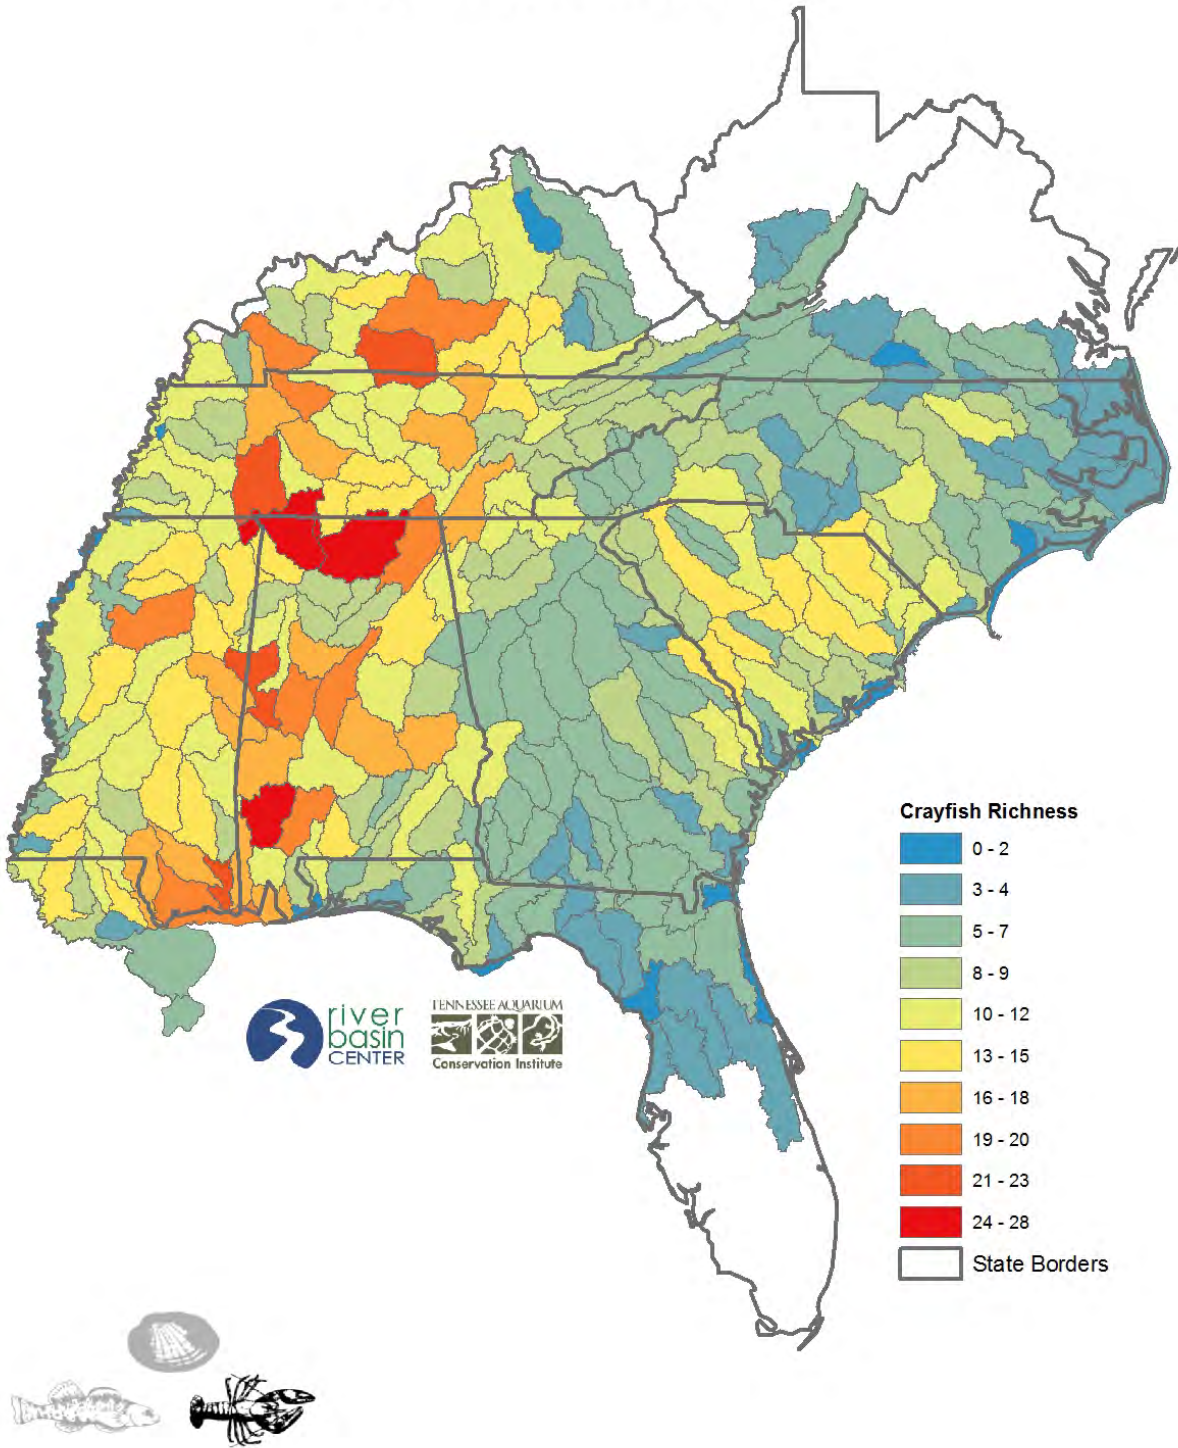 Crayfish Richness
0 - 2
3 - 4
5 - 7
8 - 9
10 - 12
13 - 15
16 - 18
19 - 20
21 - 23
24 - 28
State Borders
river
basin
CENTER
TENNESSEE AQUARIUM
Conservation Institute